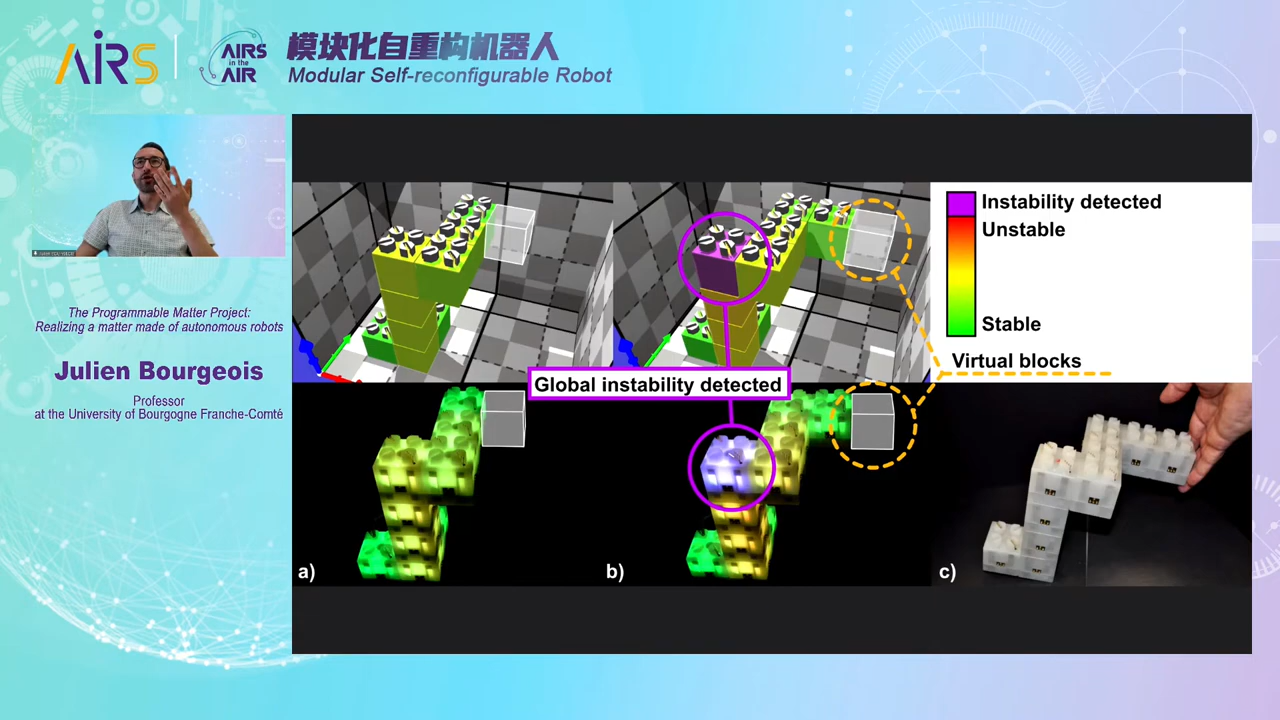 AIRS
AIRS
in the
AIR
模块化自重构机器人
Modular Self-reconfigurable Robot
The Programmable Matter Project:
Realizing a matter made of autonomous robots
Julien Bourgeois
Professor
at the University of Bourgogne Franche-Comté
Instability detected
Unstable
Stable
Virtual blocks
Global instability detected
a)
b)
c)